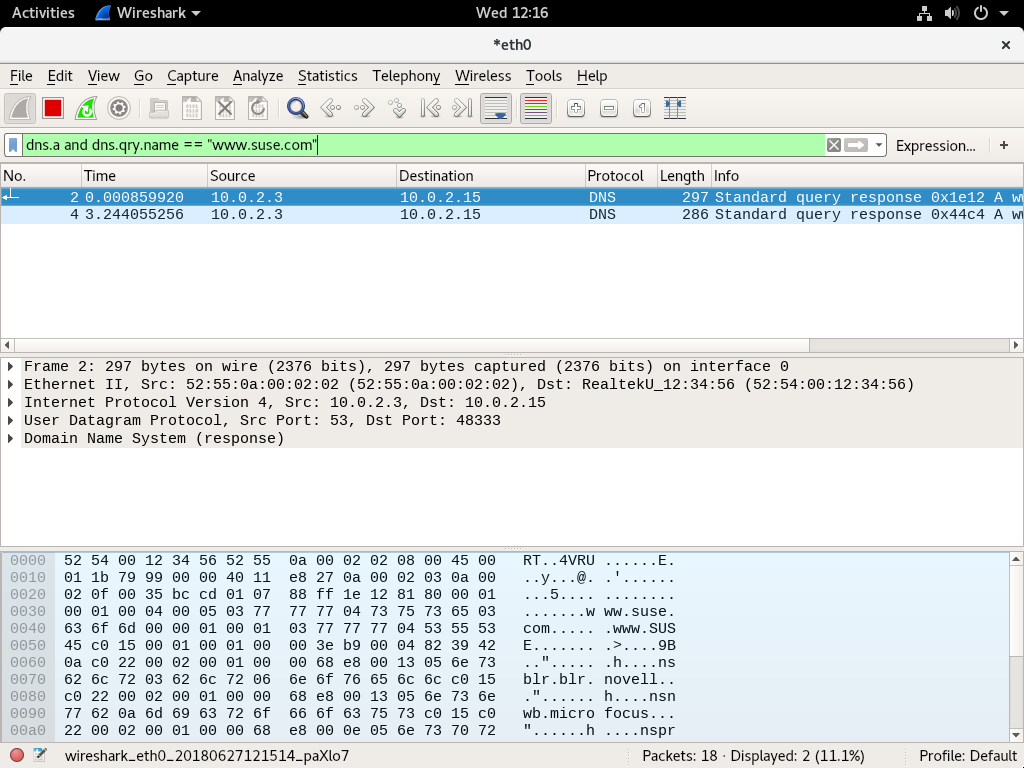 Activities Wireshark Wed 12:16
*eth0
File Edit View Go Capture Analyze Statistics Telephony Wireless Tools Help
dns.a and dns.qry.name == "www.suse.com" Expression... +
No. Time Source Destination Protocol Length Info
2 0.000859920 10.0.2.3 10.0.2.15 DNS 297 Standard query response 0x1e12 A w
4 3.244055256 10.0.2.3 10.0.2.15 DNS 286 Standard query response 0x44c4 A w
Frame 2: 297 bytes on wire (2376 bits), 297 bytes captured (2376 bits) on interface 0
Ethernet II, Src: 52:55:0a:00:02:02 (52:55:0a:00:02:02), Dst: RealtekU_12:34:56 (52:54:00:12:34:56)
Internet Protocol Version 4, Src: 10.0.2.3, Dst: 10.0.2.15
User Datagram Protocol, Src Port: 53, Dst Port: 48333
Domain Name System (response)
0000 52 54 00 12 34 56 52 55 0a 00 02 02 08 00 45 00 RT..4VRU ......E.
0010 01 1b 79 99 00 00 40 11 e8 27 0a 00 02 03 0a 00 ..y...@. .'......
0020 02 0f 00 35 bc cd 01 07 88 ff 1e 12 81 80 00 01 ...5.... ........
0030 00 01 00 04 00 05 03 77 77 77 04 73 75 73 65 03 .......w ww.suse.
0040 63 6f 6d 00 00 01 00 01 03 77 77 77 04 53 55 53 com..... .www.SUS
0050 45 c0 15 00 01 00 01 00 00 3e b9 00 04 82 39 42 E....... .>....9B
0060 0a c0 22 00 02 00 01 00 00 68 e8 00 13 05 6e 73 .."..... .h....ns
0070 62 6c 72 03 62 6c 72 06 6e 6f 76 65 6c 6c c0 15 blr.blr. novell..
0080 c0 22 00 02 00 01 00 00 68 e8 00 13 05 6e 73 6e ."...... h....nsn
0090 77 62 0a 6d 69 63 72 6f 66 6f 63 75 73 c0 15 c0 wb.micro focus...
00a0 22 00 02 00 01 00 00 68 e8 00 0e 05 6e 73 70 72 "......h ....nspr
wireshark_eth0_20180627121514_paXlo7 Packets: 18 · Displayed: 2 (11.1%) Profile: Default